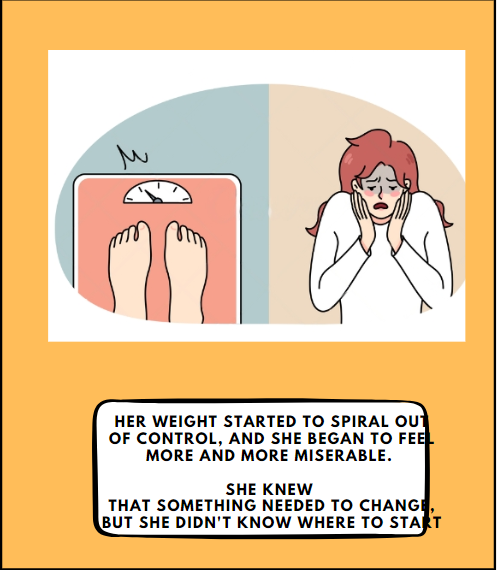 HER WEIGHT STARTED TO SPIRAL OUT
OF CONTROL, AND SHE BEGAN TO FEEL
MORE AND MORE MISERABLE.
SHE KNEW
THAT SOMETHING NEEDED TO CHANGE,
BUT SHE DIDN'T KNOW WHERE TO START